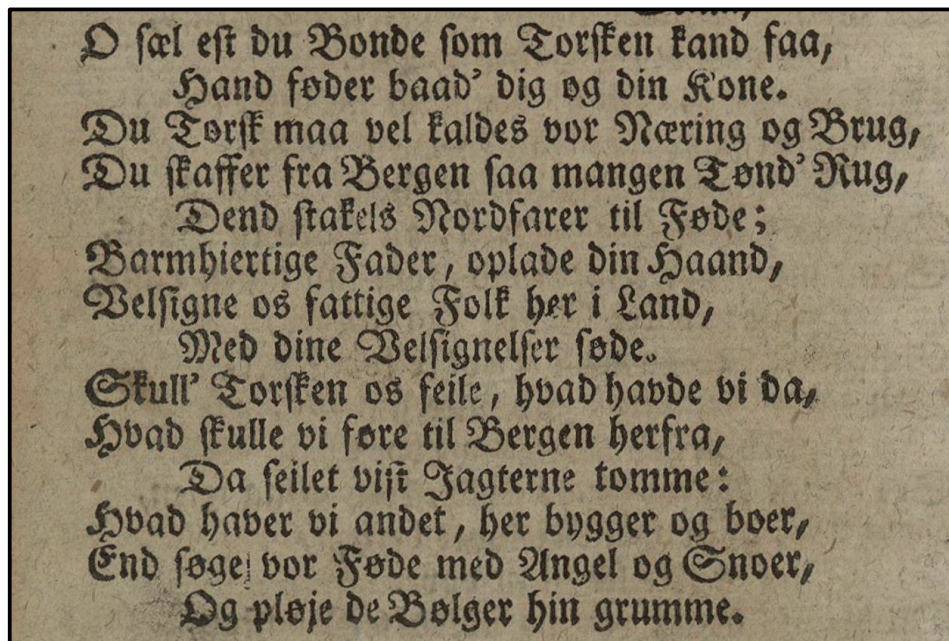 O sæl est du Bonde som Torsken kand faa,
Hand føder baad' dig og din Kone.
Du Torsk maa vel kaldes vor Næring og Brug,
Du skaffer fra Bergen saa mangen Tønd' Rug,
Dend stakels Nordfarer til Føde;
Barmhiertige Fader, oplade din Haand,
Velsigne os fattige Folk her i Land,
Med dine Velsignelser søde.
Skull' Torsken os feile, hvad havde vi da,
Hvad skulle vi føre til Bergen herfra,
Da seilet vist Jagterne tomme:
Hvad haver vi andet, her bygger og boer,
End søge vor Føde med Angel og Snoer,
Og pløje de Bølger hin grumme.